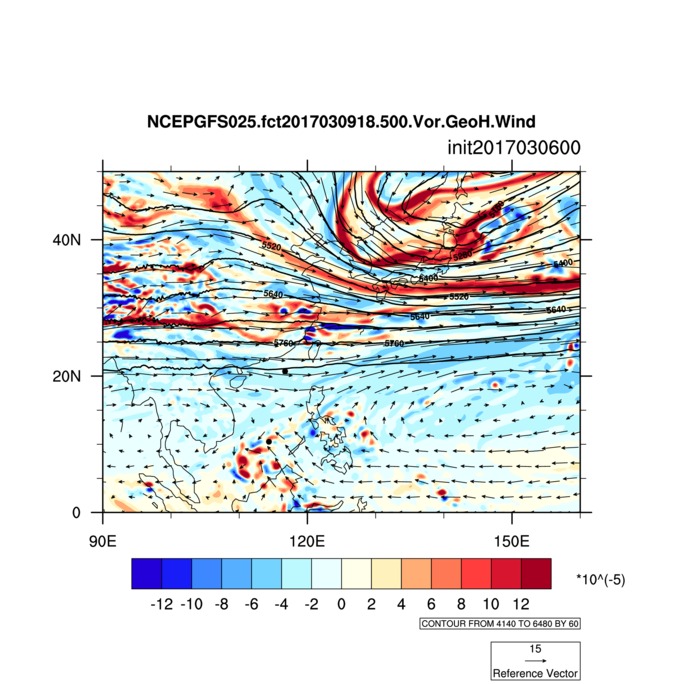 NCEPGFS025.fct2017030918.500.Vor.GeoH.Wind
init2017030600
40N
20N
0
90E 120E 150E
5520
5640
5760
5280
5400
5520
5640
5760
5400
5640
-12 -10 -8 -6 -4 -2 0 2 4 6 8 10 12
*10^(-5)
CONTOUR FROM 4140 TO 6480 BY 60
15
Reference Vector